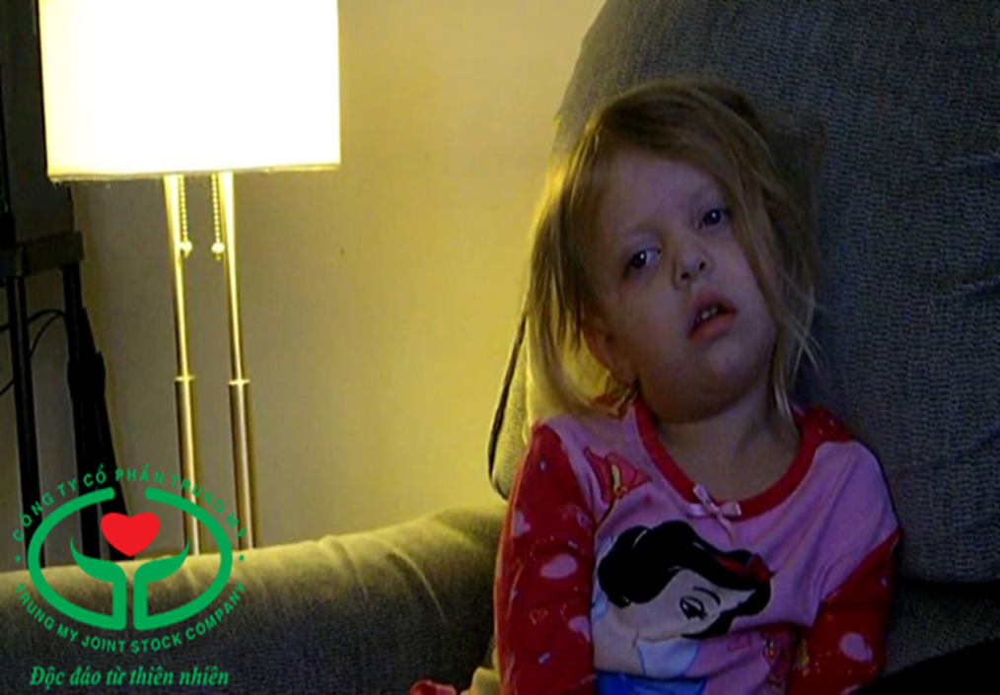 CÔNG TY CỔ PHẦN TRUNG MỸ
TRUNG MY JOINT STOCK COMPANY
Độc đáo từ thiên nhiên